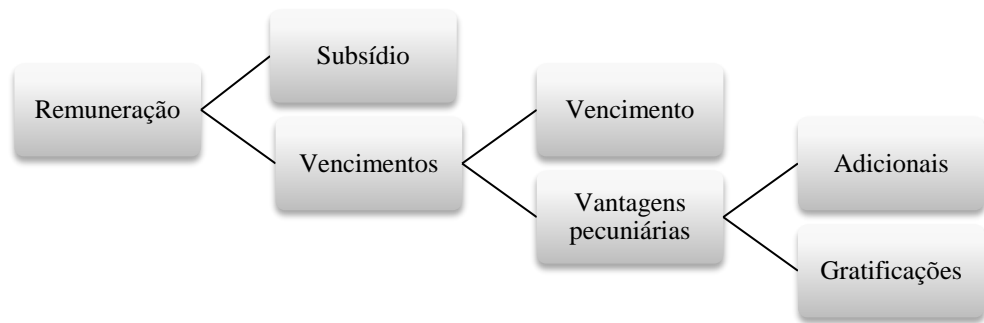 Remuneração
Subsídio
Vencimentos
Vencimento
Vantagens
pecuniárias
Adicionais
Gratificações